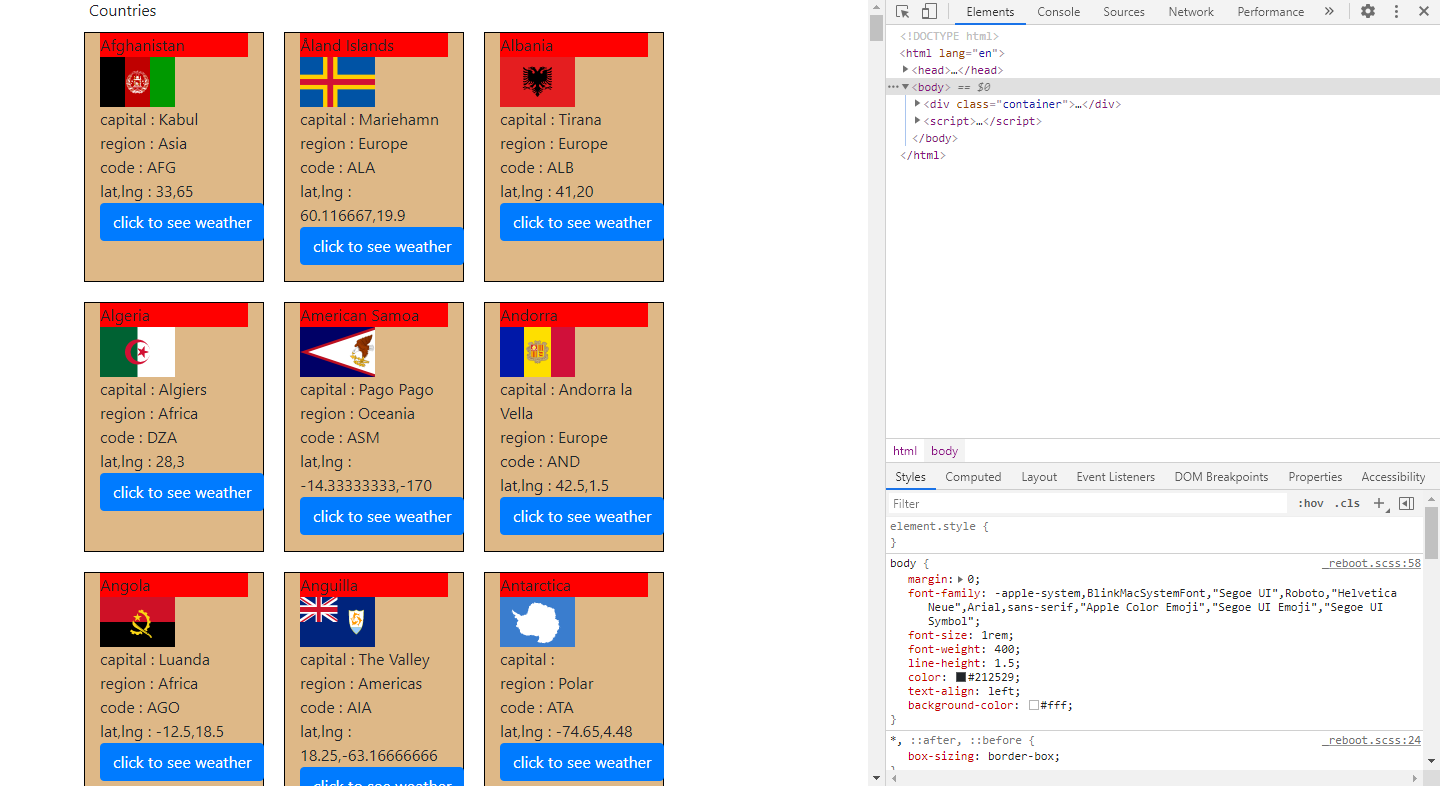 Countries
Afghanistan
capital : Kabul
region : Asia
code : AFG
lat,lng : 33,65
click to see weather
Åland Islands
capital : Mariehamn
region : Europe
code : ALA
lat,lng :
60.116667,19.9
click to see weather
Albania
capital : Tirana
region : Europe
code : ALB
lat,lng : 41,20
click to see weather
Algeria
capital : Algiers
region : Africa
code : DZA
lat,lng : 28,3
click to see weather
American Samoa
capital : Pago Pago
region : Oceania
code : ASM
lat,lng :
-14.33333333,-170
click to see weather
Andorra
capital : Andorra la
Vella
region : Europe
code : AND
lat,lng : 42.5,1.5
click to see weather
Angola
capital : Luanda
region : Africa
code : AGO
lat,lng : -12.5,18.5
click to see weather
Anguilla
capital : The Valley
region : Americas
code : AIA
lat,lng :
18.25,-63.16666666
click to see weather
Antarctica
capital :
region : Polar
code : ATA
lat,lng : -74.65,4.48
click to see weather
Elements Console Sources Network Performance »
<!DOCTYPE html>
<html lang="en">
<head>…</head>
<body> == $0
<div class="container">…</div>
<script>…</script>
</body>
</html>
html body
Styles Computed Layout Event Listeners DOM Breakpoints Properties Accessibility
Filter :hov .cls +
element.style {
}
body { _reboot.scss:58
margin: 0;
font-family: -apple-system,BlinkMacSystemFont,"Segoe UI",Roboto,"Helvetica
Neue",Arial,sans-serif,"Apple Color Emoji","Segoe UI Emoji","Segoe UI
Symbol";
font-size: 1rem;
font-weight: 400;
line-height: 1.5;
color: #212529;
text-align: left;
background-color: #fff;
}
*, ::after, ::before { _reboot.scss:24
box-sizing: border-box;
}